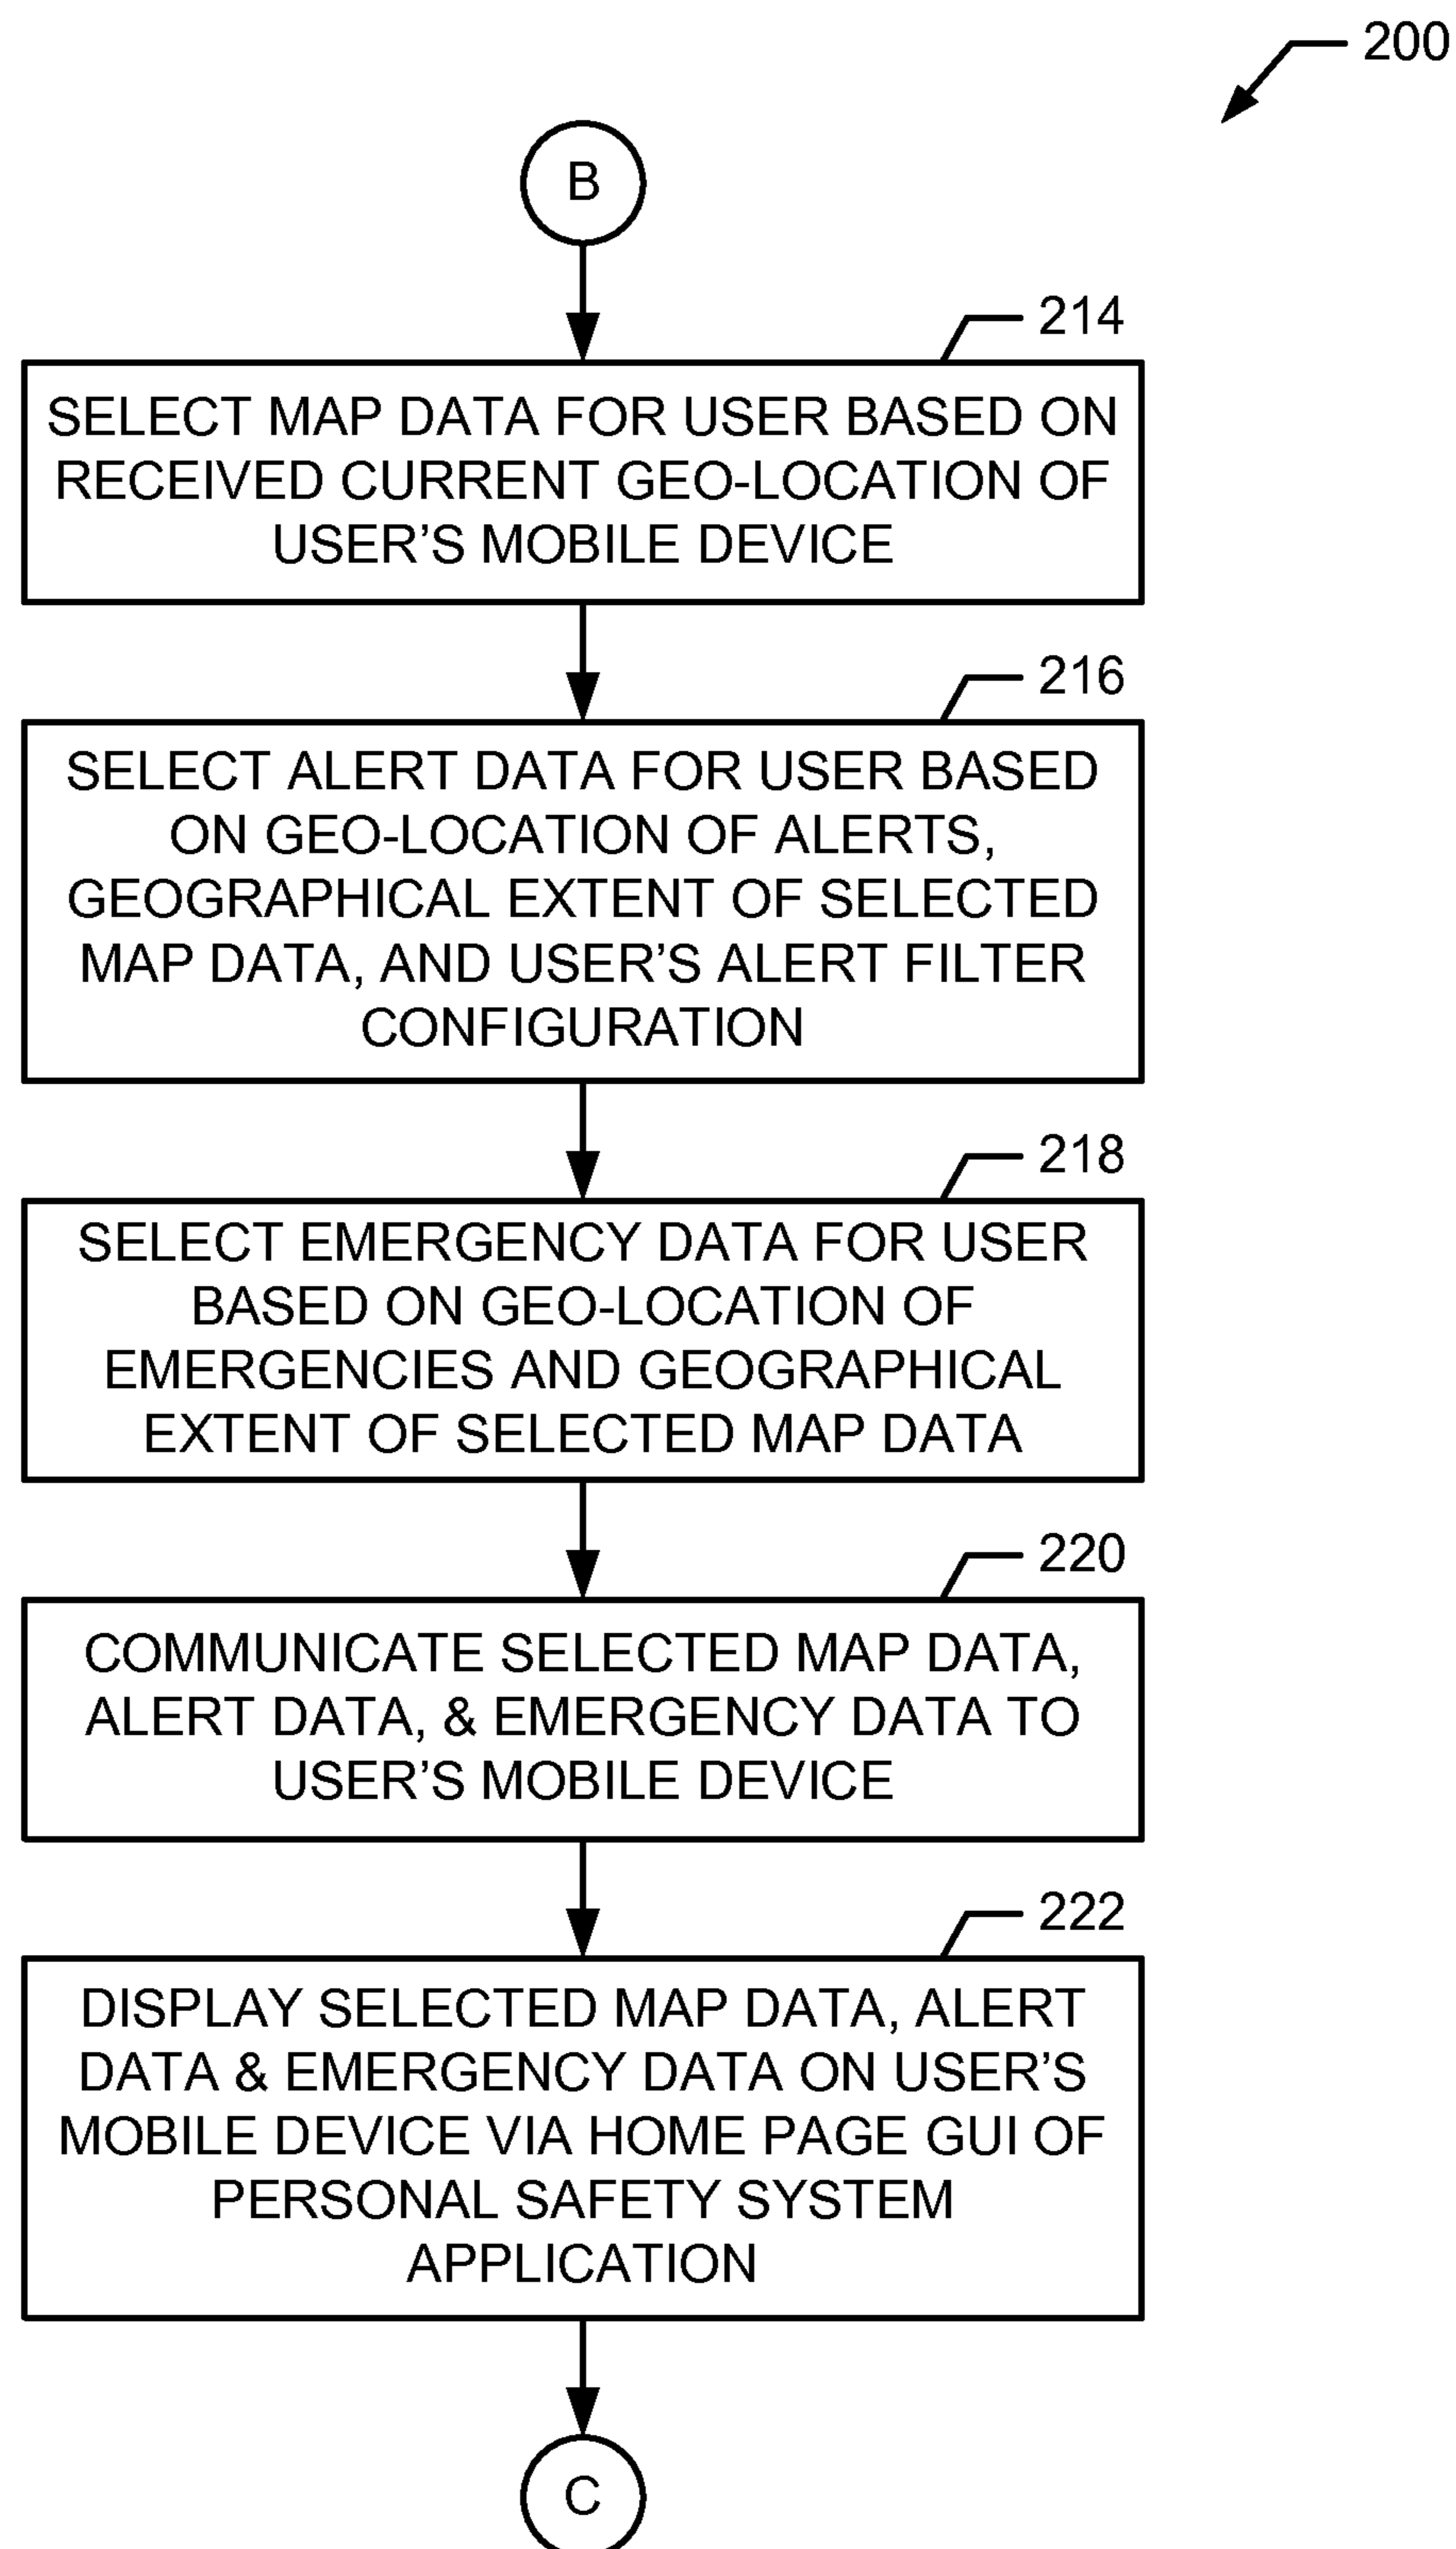 200
B
214
SELECT MAP DATA FOR USER BASED ON
RECEIVED CURRENT GEO-LOCATION OF
USER’S MOBILE DEVICE
216
SELECT ALERT DATA FOR USER BASED
ON GEO-LOCATION OF ALERTS,
GEOGRAPHICAL EXTENT OF SELECTED
MAP DATA, AND USER’S ALERT FILTER
CONFIGURATION
218
SELECT EMERGENCY DATA FOR USER
BASED ON GEO-LOCATION OF
EMERGENCIES AND GEOGRAPHICAL
EXTENT OF SELECTED MAP DATA
220
COMMUNICATE SELECTED MAP DATA,
ALERT DATA, & EMERGENCY DATA TO
USER’S MOBILE DEVICE
222
DISPLAY SELECTED MAP DATA, ALERT
DATA & EMERGENCY DATA ON USER’S
MOBILE DEVICE VIA HOME PAGE GUI OF
PERSONAL SAFETY SYSTEM
APPLICATION
C